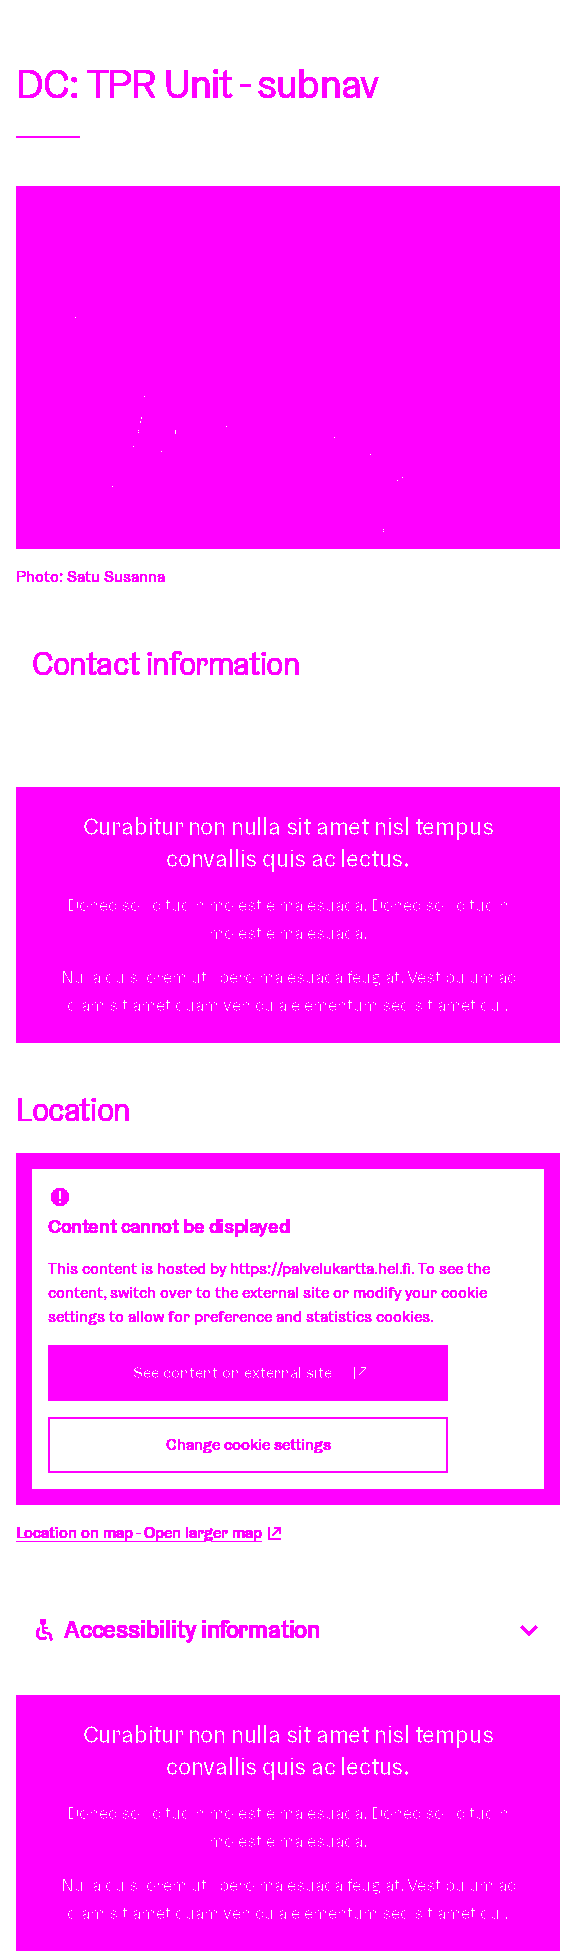 DC: TPR Unit - subnav
Photo: Satu Susanna
Contact information
Curabitur non nulla sit amet nisl tempus
convallis quis ac lectus.
Donec sollicitudin molestie malesuada. Donec sollicitudin
molestie malesuada.
Nulla quis lorem ut libero malesuada feugiat. Vestibulum ac
diam sit amet quam vehicula elementum sed sit amet dui.
Location
Content cannot be displayed
This content is hosted by https://palvelukartta.hel.fi. To see the
content, switch over to the external site or modify your cookie
settings to allow for preference and statistics cookies.
See content on external site
Change cookie settings
Location on map - Open larger map
Accessibility information
Curabitur non nulla sit amet nisl tempus
convallis quis ac lectus.
Donec sollicitudin molestie malesuada. Donec sollicitudin
molestie malesuada.
Nulla quis lorem ut libero malesuada feugiat. Vestibulum ac
diam sit amet quam vehicula elementum sed sit amet dui.